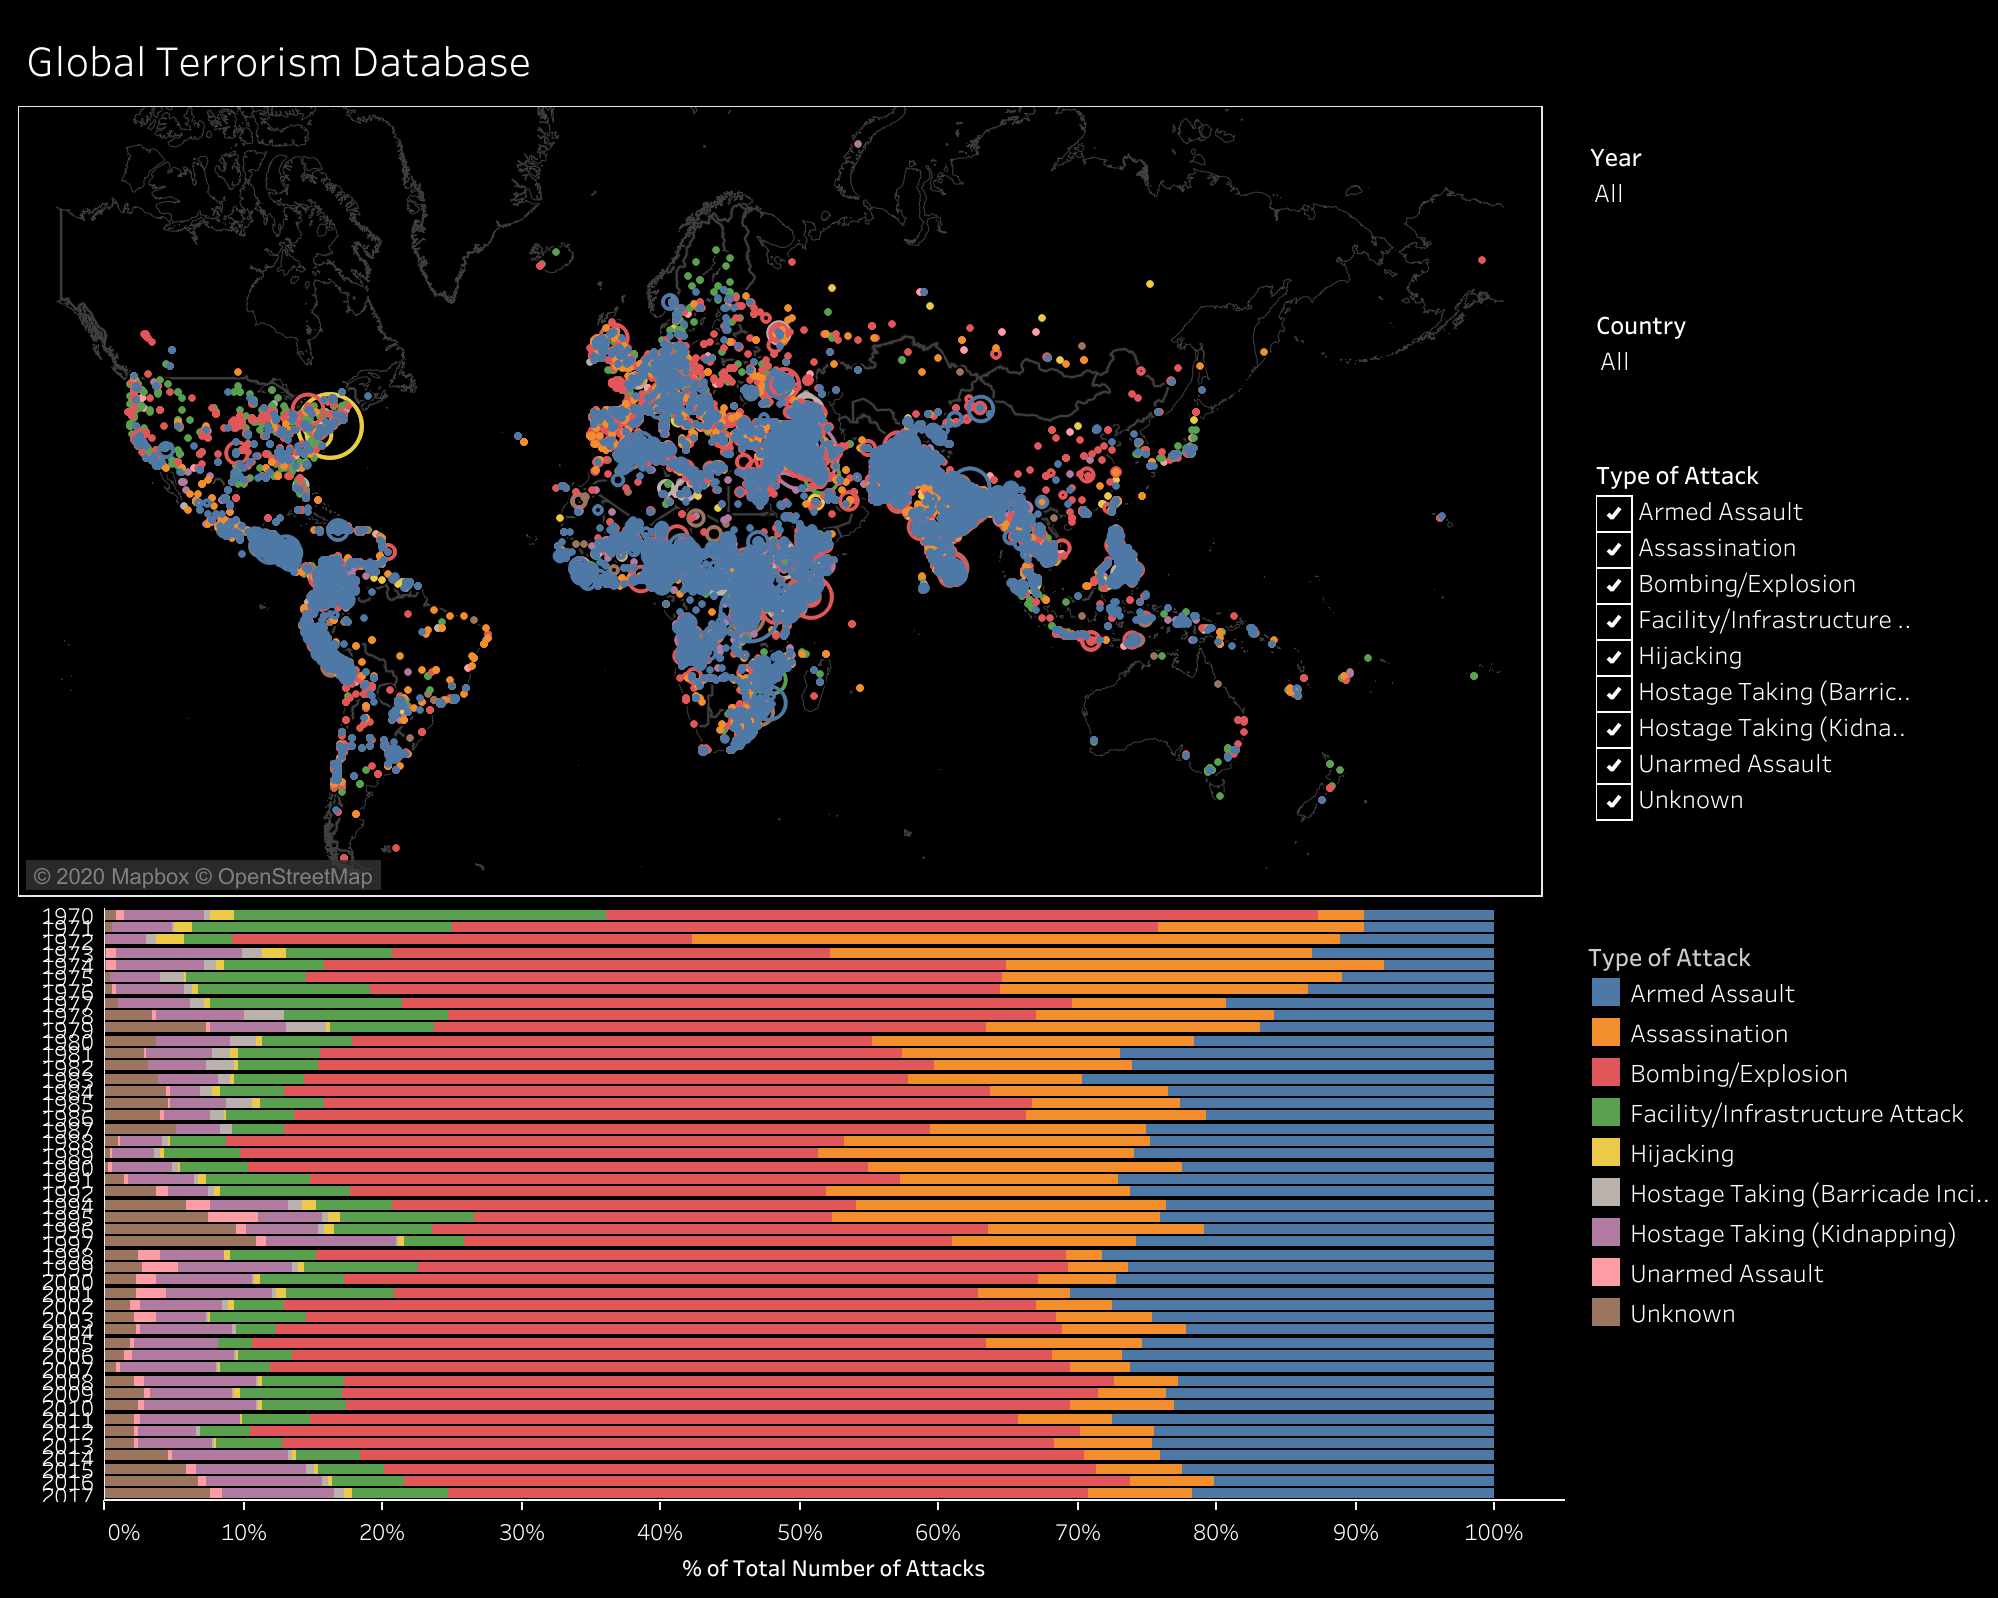 Global Terrorism Database
Year
All
Country
All
Type of Attack
Armed Assault
Assassination
Bombing/Explosion
Facility/Infrastructure ..
Hijacking
Hostage Taking (Barric..
Hostage Taking (Kidna..
Unarmed Assault
Unknown
© 2020 Mapbox © OpenStreetMap
1970
1971
1972
1973
1974
1975
1976
1977
1978
1979
1980
1981
1982
1983
1984
1985
1986
1987
1988
1989
1990
1991
1992
1994
1995
1996
1997
1998
1999
2000
2001
2002
2003
2004
2005
2006
2007
2008
2009
2010
2011
2012
2013
2014
2015
2016
2017
0% 10% 20% 30% 40% 50% 60% 70% 80% 90% 100%
% of Total Number of Attacks
Type of Attack
Armed Assault
Assassination
Bombing/Explosion
Facility/Infrastructure Attack
Hijacking
Hostage Taking (Barricade Inci..
Hostage Taking (Kidnapping)
Unarmed Assault
Unknown